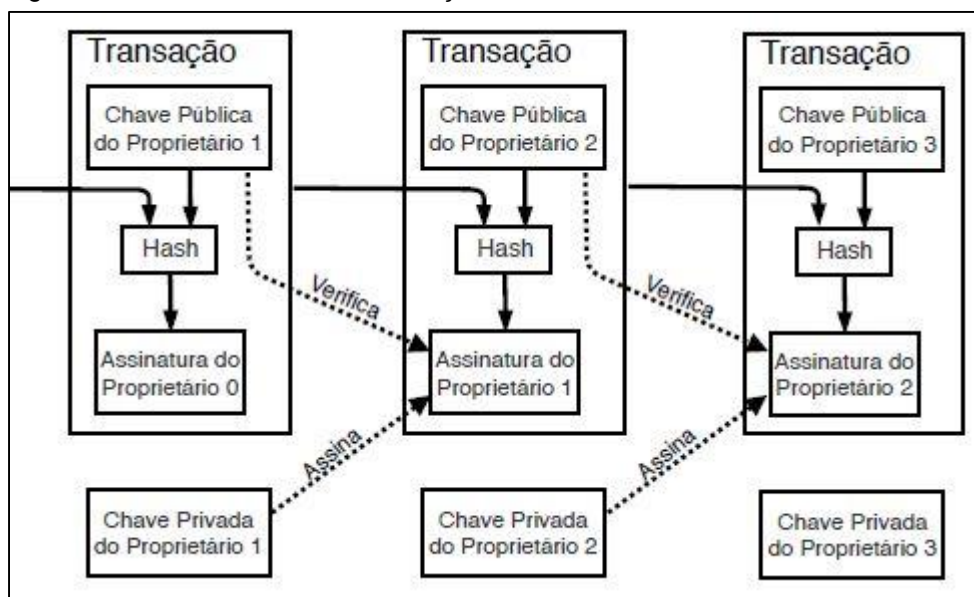 Transação
Chave Pública
do Proprietário 1
Hash
Assinatura do
Proprietário 0
Transação
Chave Pública
do Proprietário 2
Hash
Verifica
Assinatura do
Proprietário 1
Transação
Chave Pública
do Proprietário 3
Hash
Verifica
Assinatura do
Proprietário 2
Assina
Assina
Chave Privada
do Proprietário 1
Chave Privada
do Proprietário 2
Chave Privada
do Proprietário 3